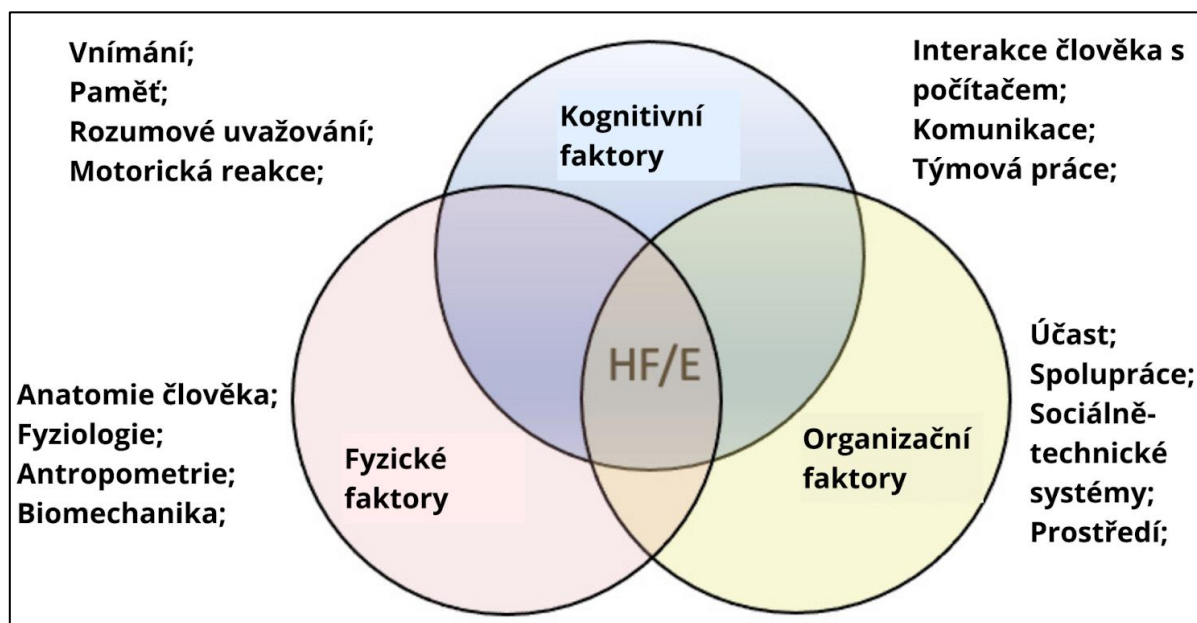 Vnímání;
Paměť;
Rozumové uvažování;
Motorická reakce;
Kognitivní
faktory
Interakce člověka s
počítačem;
Komunikace;
Týmová práce;
Anatomie člověka;
Fyziologie;
Antropometrie;
Biomechanika;
Fyzické
faktory
HF/E
Organizační
faktory
Účast;
Spolupráce;
Sociálně-
technické
systémy;
Prostředí;